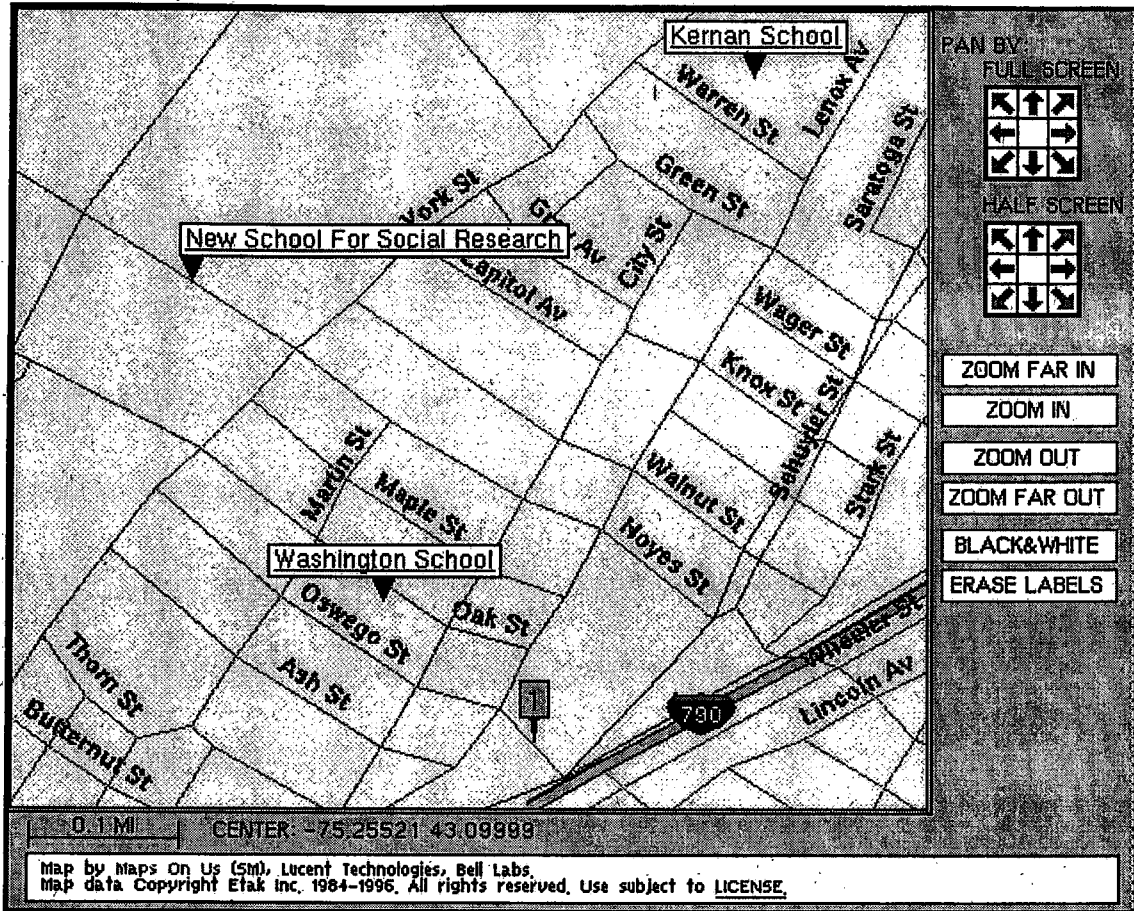 Kernan School
PAN BY:
FULL SCREEN
Lenox Av
Warren St
Saratoga St
Green St
York St
HALF SCREEN
New School For Social Research
City St
Capitol Av
Wager St
ZOOM FAR IN
Knox St
ZOOM IN
Schuyler St
Stark St
ZOOM OUT
Martin St
Walnut St
Maple St
ZOOM FAR OUT
Noyes St
BLACK&WHITE
Washington School
ERASE LABELS
Oswego St
Oak St
Wheeler St
Thorn St
Ash St
Lincoln Av
1
790
Butternut St
0.1 MI
CENTER: -75.25521 43.09999
Map by Maps On Us (SM), Lucent Technologies, Bell Labs.
Map data Copyright Etak Inc. 1984-1996. All rights reserved. Use subject to LICENSE.